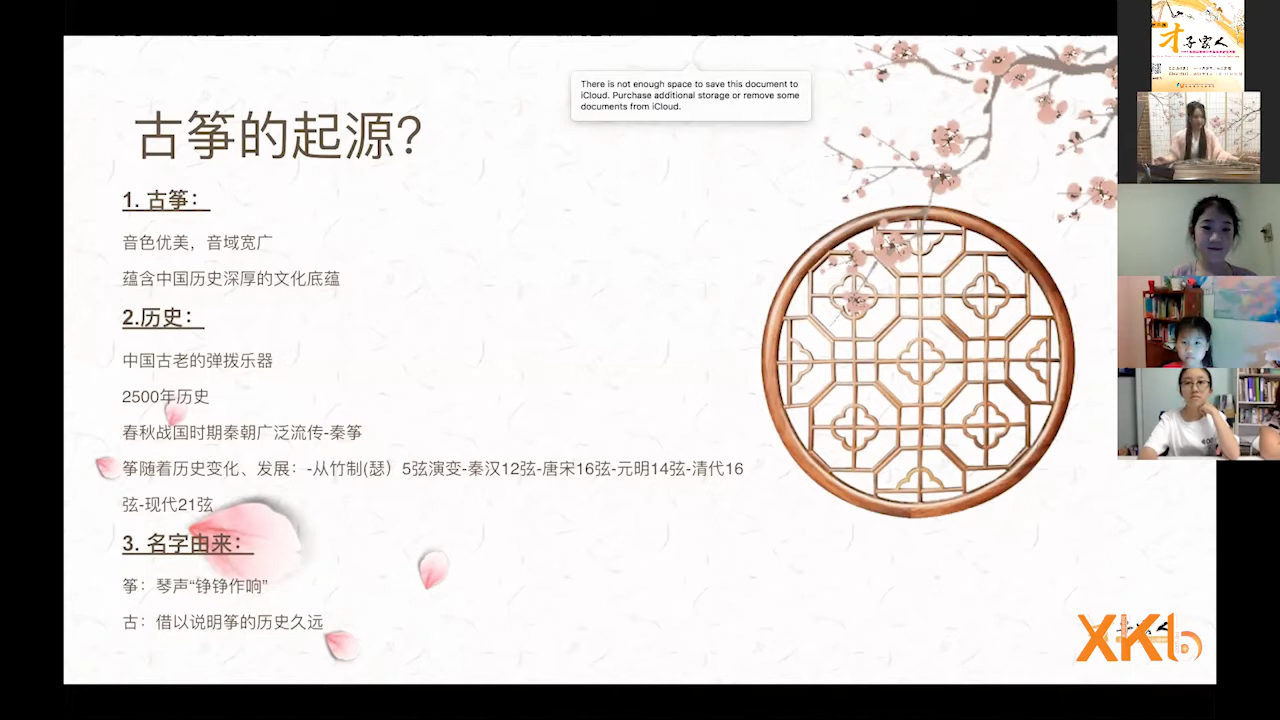 There is not enough space to save this document to
iCloud. Purchase additional storage or remove some
documents from iCloud.
古筝的起源？
1. 古筝：
音色优美，音域宽广
蕴含中国历史深厚的文化底蕴
2.历史：
中国古老的弹拨乐器
2500年历史
春秋战国时期秦朝广泛流传-秦筝
筝随着历史变化、发展：-从竹制(瑟）5弦演变-秦汉12弦-唐宋16弦-元明14弦-清代16
弦-现代21弦
3. 名字由来：
筝：琴声“铮铮作响”
古：借以说明筝的历史久远
才子家人
XKb